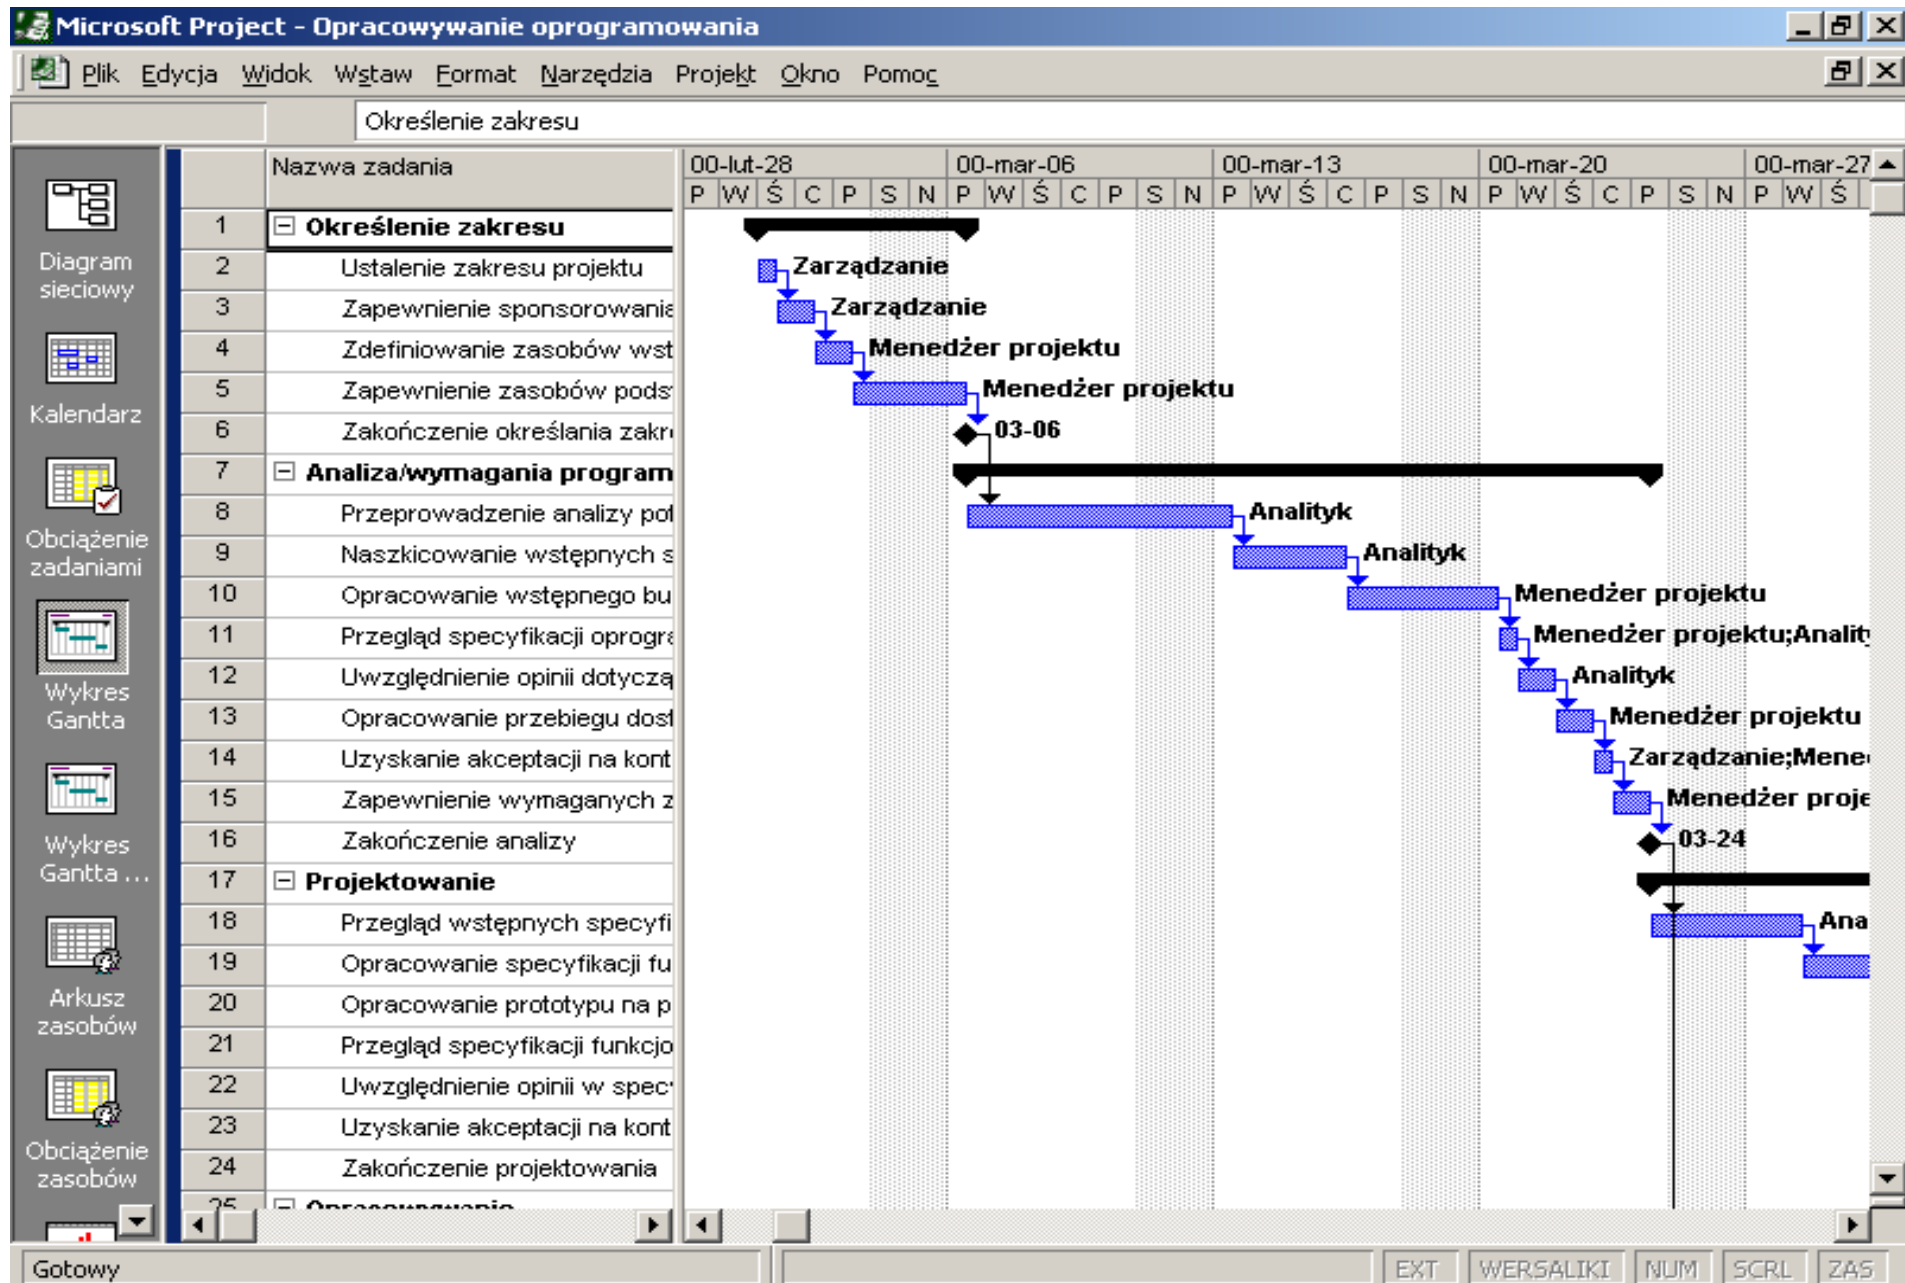 Microsoft Project - Opracowywanie oprogramowania
Plik Edycja Widok Wstaw Format Narzędzia Projekt Okno Pomoc
Określenie zakresu
Nazwa zadania
00-lut-28 00-mar-06 00-mar-13 00-mar-20 00-mar-27
P W Ś C P S N P W Ś C P S N P W Ś C P S N P W Ś C P S N P W Ś
1 Określenie zakresu
2 Ustalenie zakresu projektu Zarządzanie
3 Zapewnienie sponsorowania Zarządzanie
4 Zdefiniowanie zasobów wst Menedżer projektu
5 Zapewnienie zasobów pods Menedżer projektu
6 Zakończenie określania zakr 03-06
7 Analiza/wymagania program
8 Przeprowadzenie analizy pot Analityk
9 Naszkicowanie wstępnych s Analityk
10 Opracowanie wstępnego bu Menedżer projektu
11 Przegląd specyfikacji oprogra Menedżer projektu;Anality
12 Uwzględnienie opinii dotyczą Analityk
13 Opracowanie przebiegu dost Menedżer projektu
14 Uzyskanie akceptacji na kont Zarządzanie;Mene
15 Zapewnienie wymaganych z Menedżer proje
16 Zakończenie analizy 03-24
17 Projektowanie
18 Przegląd wstępnych specyfi Ana
19 Opracowanie specyfikacji fu
20 Opracowanie prototypu na p
21 Przegląd specyfikacji funkcjo
22 Uwzględnienie opinii w spec
23 Uzyskanie akceptacji na kont
24 Zakończenie projektowania
25 Opracowywanie
Diagram
sieciowy
Kalendarz
Obciążenie
zadaniami
Wykres
Gantta
Wykres
Gantta ...
Arkusz
zasobów
Obciążenie
zasobów
Gotowy
EXT WERSALIKI NUM SCRL ZAS